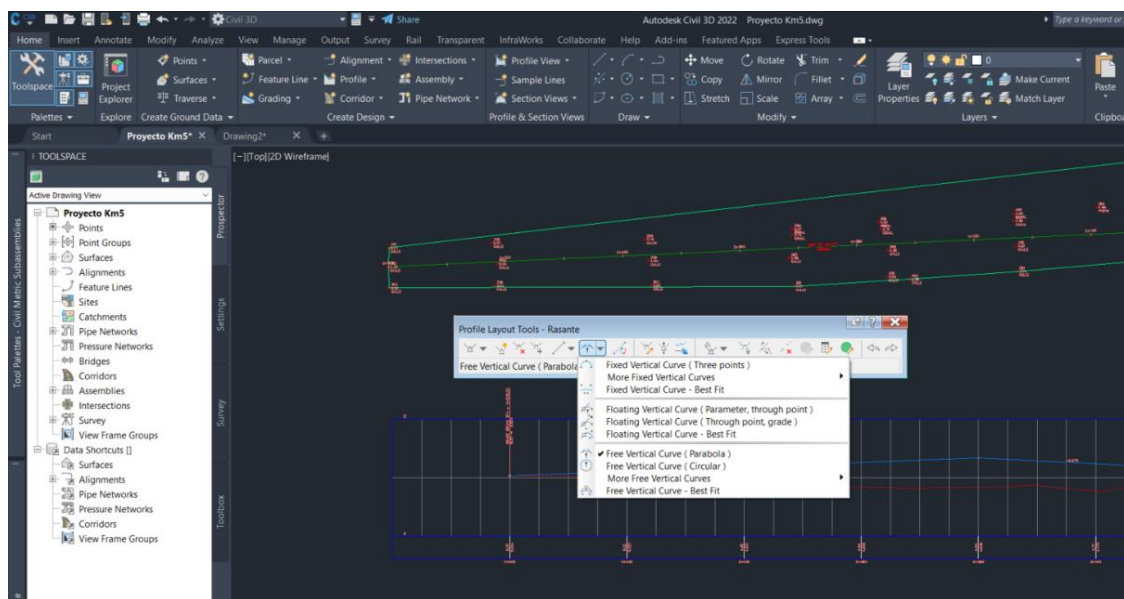 Civil 3D
Share
Autodesk Civil 3D 2022 Proyecto Km5.dwg
Type a keyword or
Home Insert Annotate Modify Analyze View Manage Output Survey Rail Transparent InfraWorks Collaborate Help Add-ins Featured Apps Express Tools
Toolspace
Project
Explorer
Points
Surfaces
Traverse
Parcel
Feature Line
Grading
Alignment
Profile
Corridor
Intersections
Assembly
Pipe Network
Profile View
Sample Lines
Section Views
Move
Copy
Stretch
Rotate
Mirror
Scale
Trim
Fillet
Array
Layer
Properties
0
Make Current
Match Layer
Paste
Palettes Explore Create Ground Data Create Design Profile & Section Views Draw Modify Layers Clipboa
Start Proyecto Km5* Drawing2*
TOOLSPACE
[−][Top][2D Wireframe]
Active Drawing View
Proyecto Km5
Points
Point Groups
Surfaces
Alignments
Feature Lines
Sites
Catchments
Pipe Networks
Pressure Networks
Bridges
Corridors
Assemblies
Intersections
Survey
View Frame Groups
Data Shortcuts []
Surfaces
Alignments
Pipe Networks
Pressure Networks
Corridors
View Frame Groups
Prospector
Settings
Survey
Toolbox
Tool Palettes - Civil Metric Subassemblies
Profile Layout Tools - Rasante
Free Vertical Curve (Parabola
Fixed Vertical Curve ( Three points )
More Fixed Vertical Curves
Fixed Vertical Curve - Best Fit
Floating Vertical Curve ( Parameter, through point )
Floating Vertical Curve ( Through point, grade )
Floating Vertical Curve - Best Fit
Free Vertical Curve ( Parabola )
Free Vertical Curve ( Circular )
More Free Vertical Curves
Free Vertical Curve - Best Fit